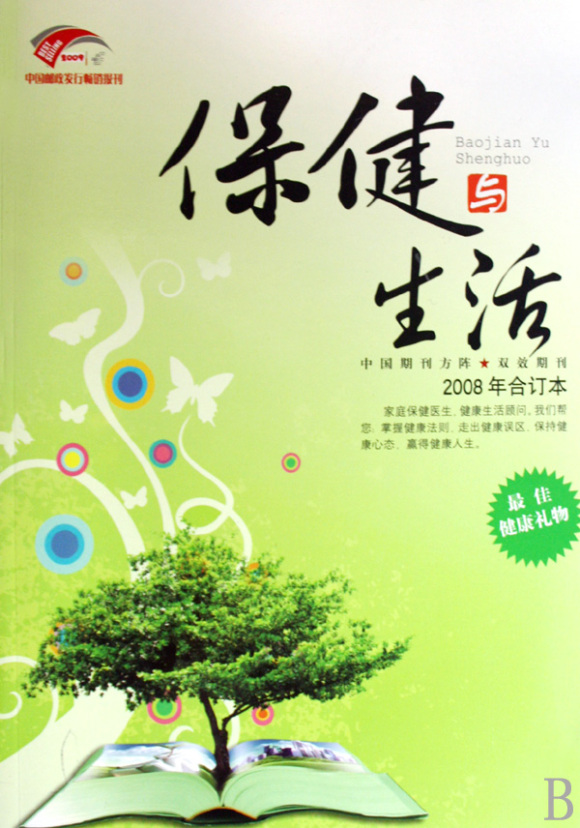 BEST SELLING
2009
中国邮政发行畅销报刊
保健
Baojian Yu
Shenghuo
与
生活
中国期刊方阵★双效期刊
2008年合订本
家庭保健医生,健康生活顾问。我们帮
您:掌握健康法则,走出健康误区,保持健
康心态,赢得健康人生。
最佳
健康礼物
B